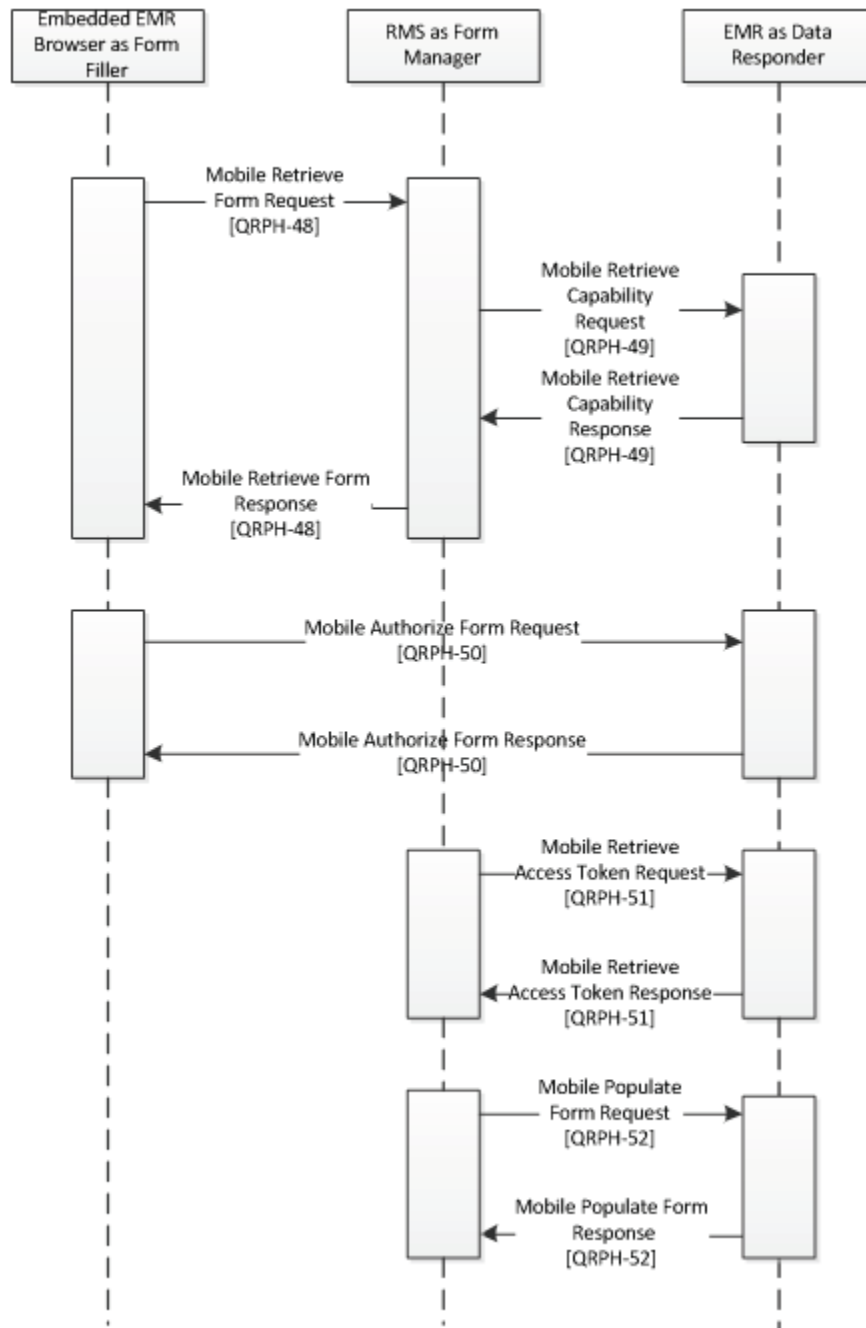 Embedded EMR
Browser as Form
Filler
RMS as Form
Manager
EMR as Data
Responder
Mobile Retrieve
Form Request
[QRPH-48]
Mobile Retrieve
Capability
Request
[QRPH-49]
Mobile Retrieve
Capability
Response
[QRPH-49]
Mobile Retrieve Form
Response
[QRPH-48]
Mobile Authorize Form Request
[QRPH-50]
Mobile Authorize Form Response
[QRPH-50]
Mobile Retrieve
Access Token Request
[QRPH-51]
Mobile Retrieve
Access Token Response
[QRPH-51]
Mobile Populate
Form Request
[QRPH-52]
Mobile Populate Form
Response
[QRPH-52]